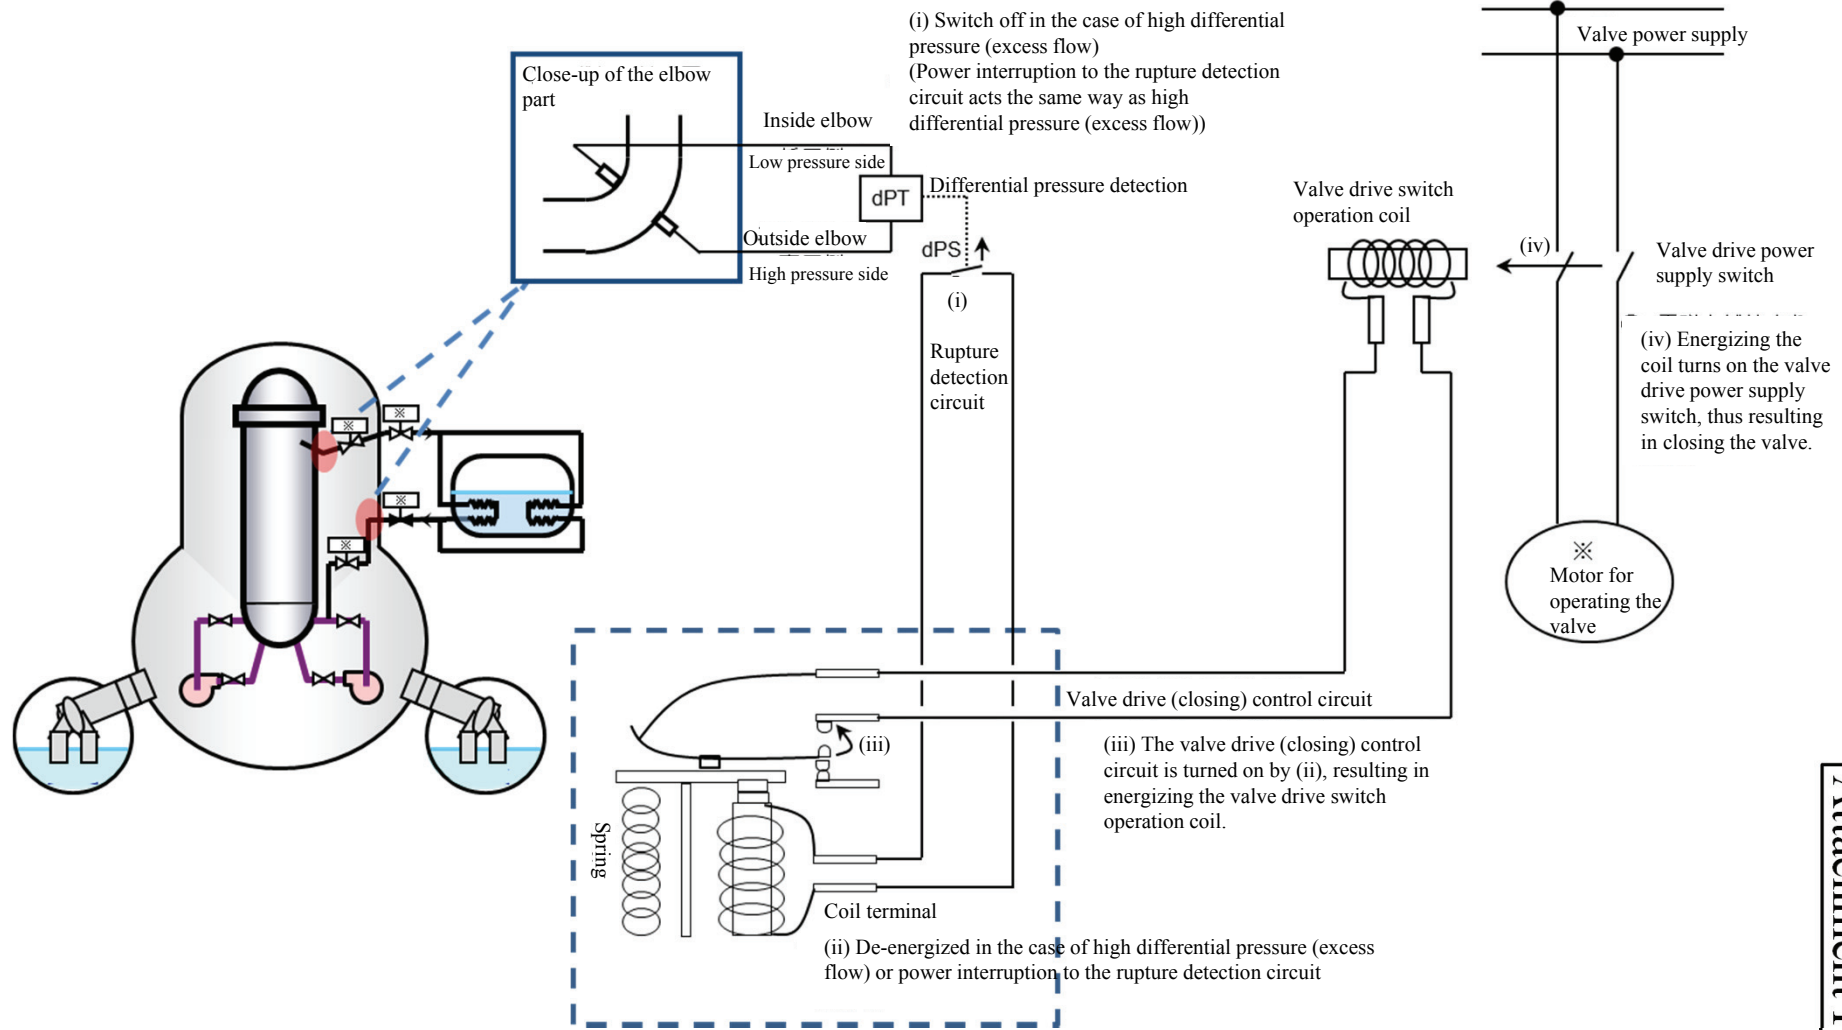 (i) Switch off in the case of high differential
pressure (excess flow)
(Power interruption to the rupture detection
circuit acts the same way as high
differential pressure (excess flow))
Valve power supply
Close-up of the elbow
part
Inside elbow
Low pressure side
dPT
Differential pressure detection
Outside elbow
High pressure side
dPS
(i)
Rupture
detection
circuit
Valve drive switch
operation coil
(iv)
Valve drive power
supply switch
(iv) Energizing the
coil turns on the valve
drive power supply
switch, thus resulting
in closing the valve.
※
※
※
※
※
Motor for
operating the
valve
Valve drive (closing) control circuit
(iii)
(iii) The valve drive (closing) control
circuit is turned on by (ii), resulting in
energizing the valve drive switch
operation coil.
Spring
Coil terminal
(ii) De-energized in the case of high differential pressure (excess
flow) or power interruption to the rupture detection circuit